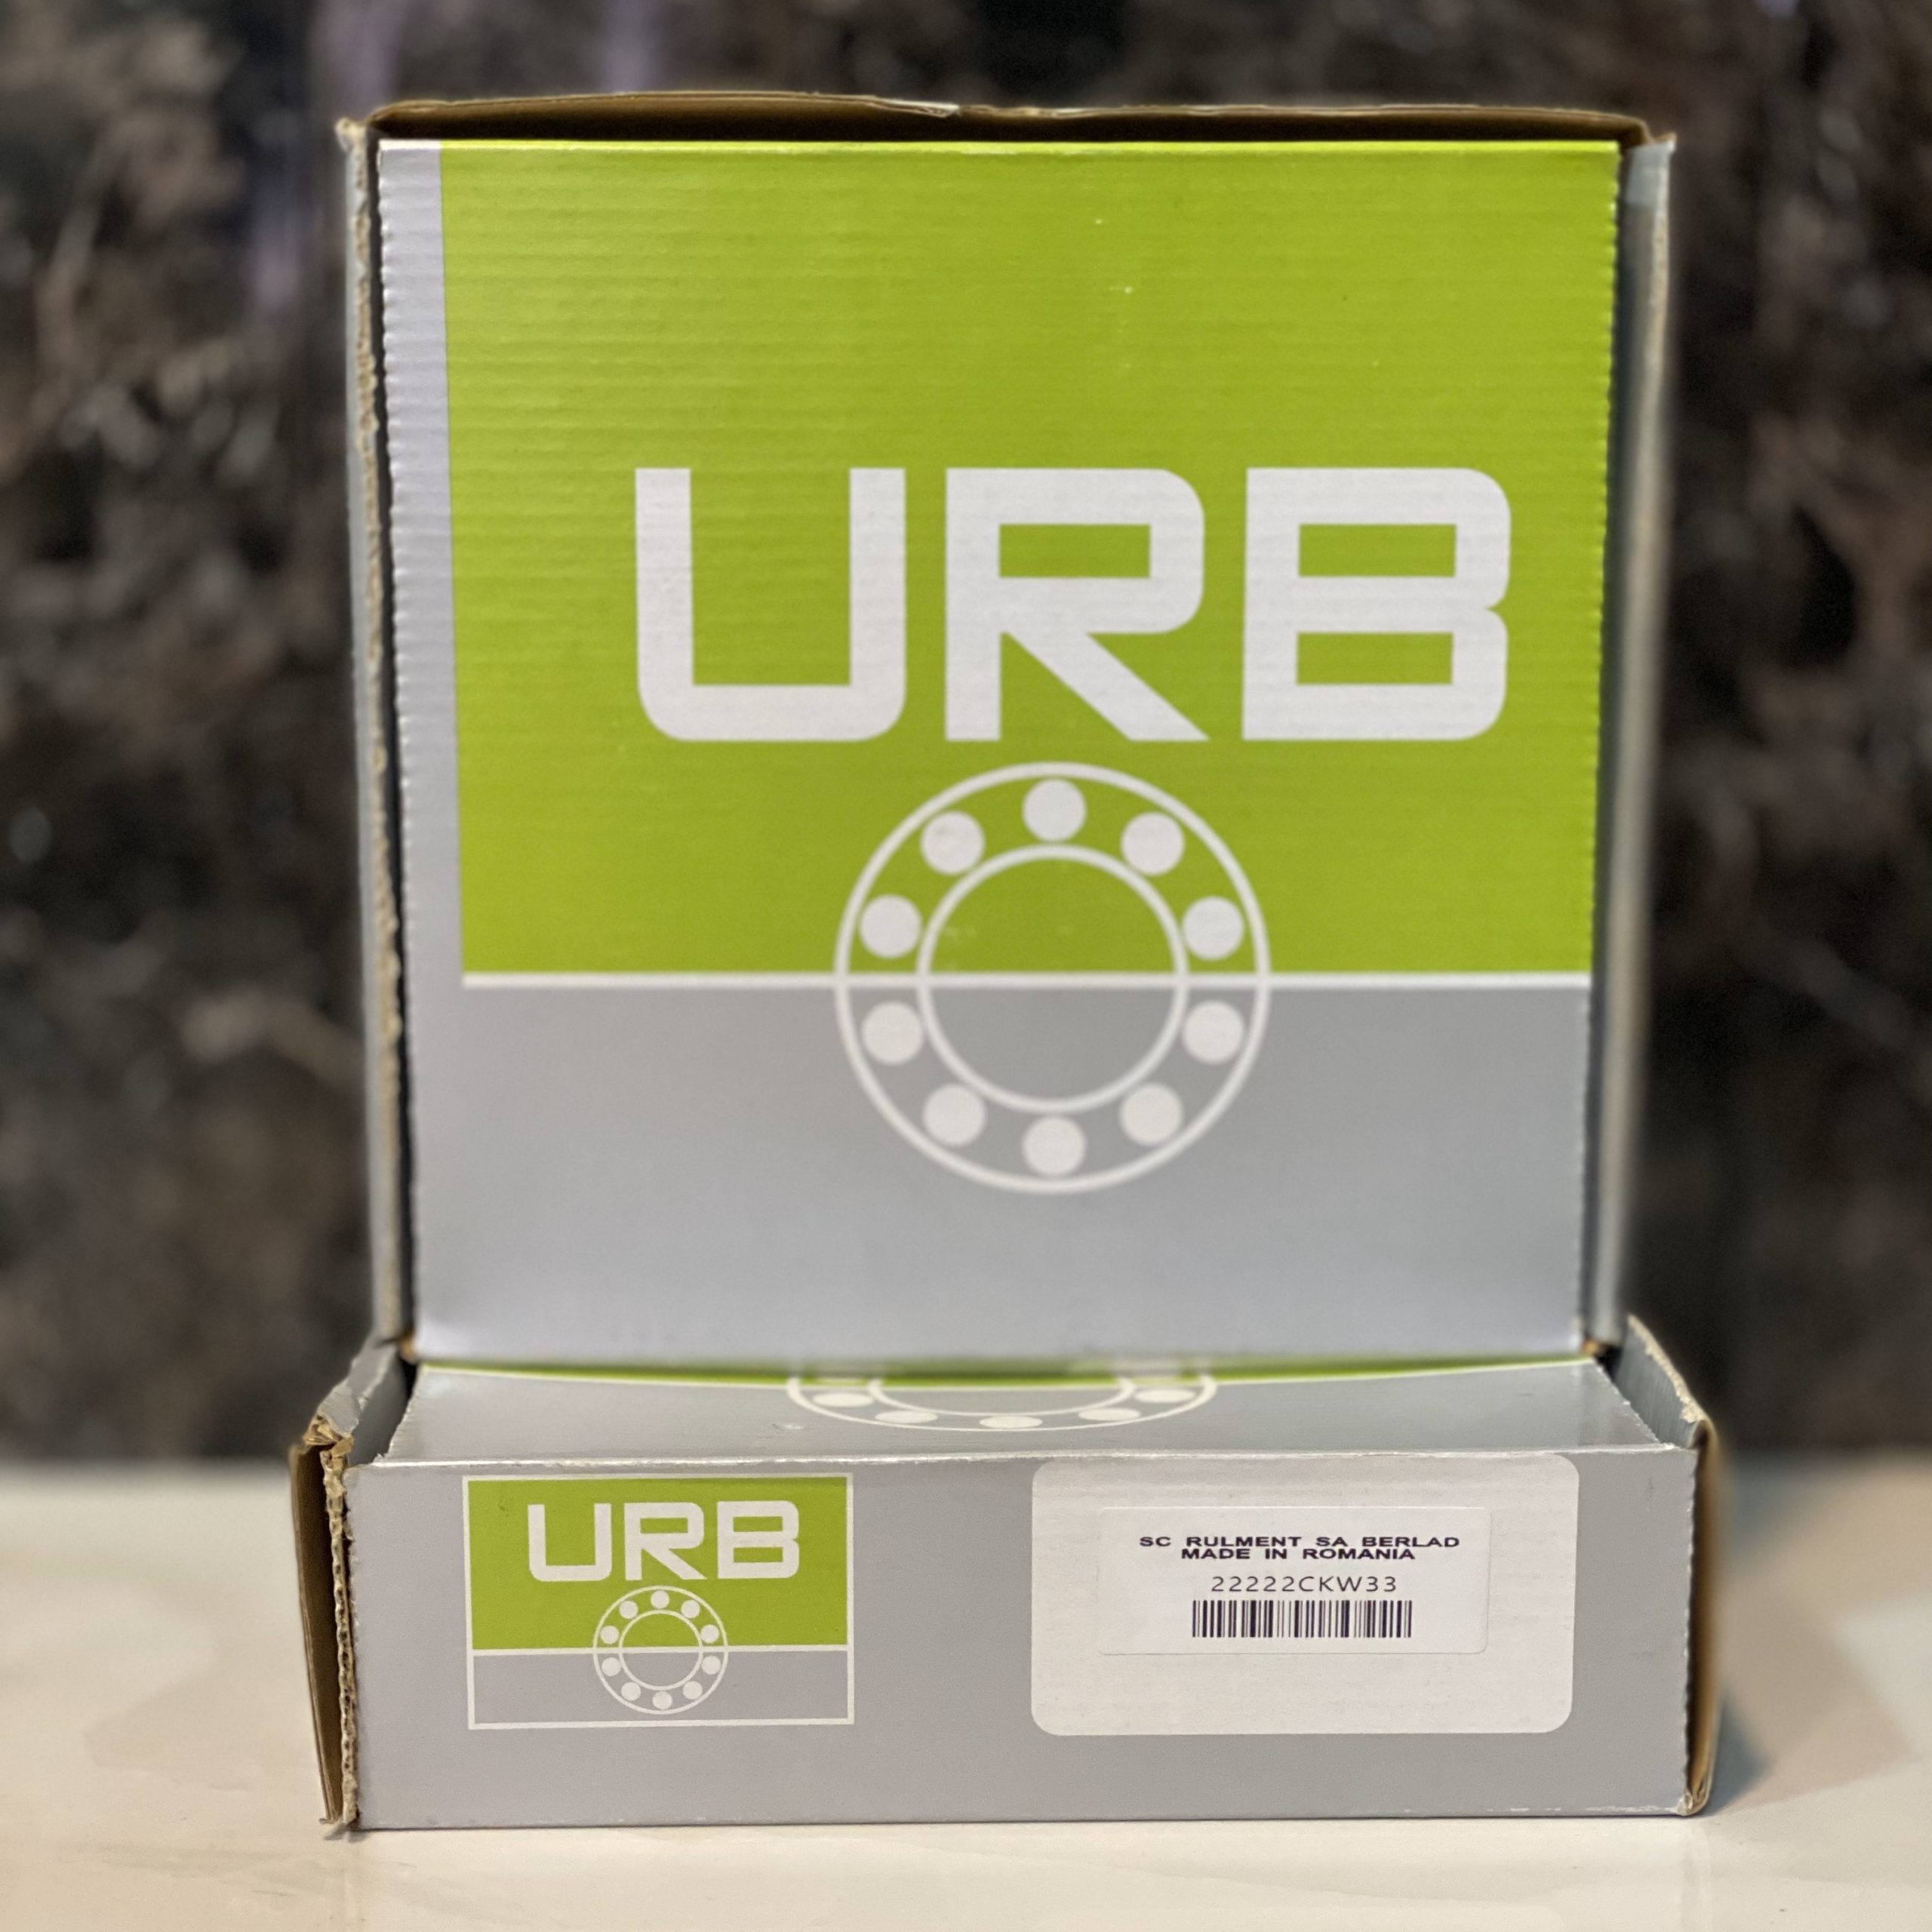 URB
URB
SC RULMENT SA BERLAD
MADE IN ROMANIA
22222CKW33